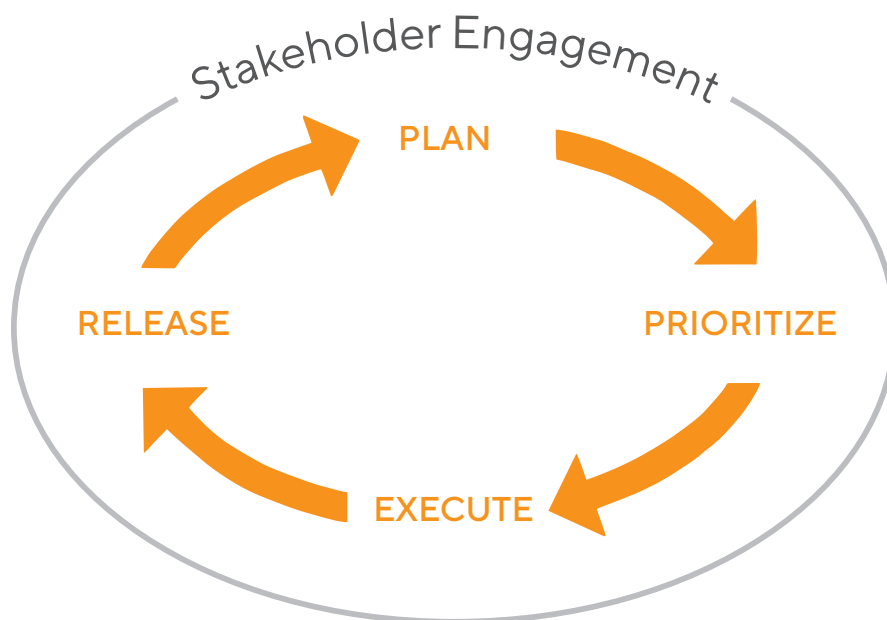 Stakeholder Engagement
PLAN
RELEASE
PRIORITIZE
EXECUTE